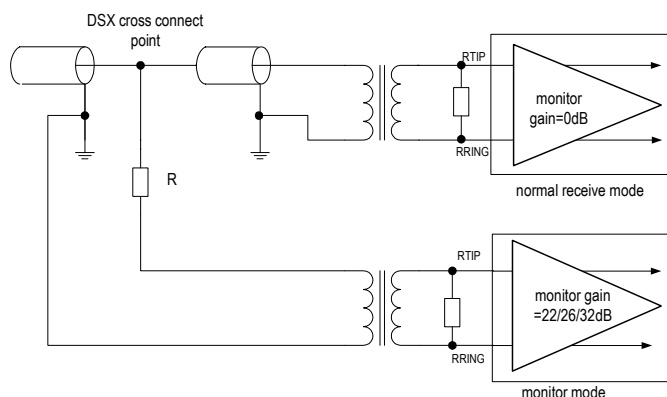 DSX cross connect
point
RTIP
monitor
gain=0dB
RRING
normal receive mode
R
RTIP
monitor gain
=22/26/32dB
RRING
monitor mode